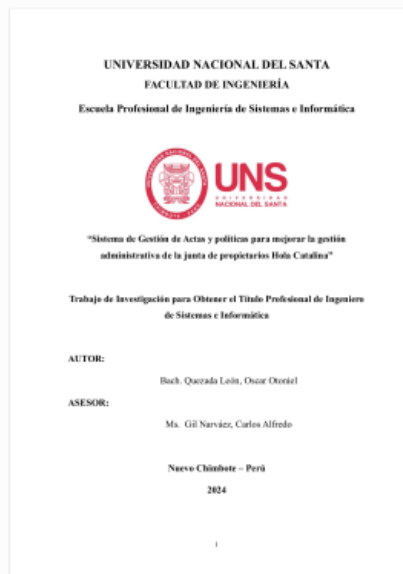 UNIVERSIDAD NACIONAL DEL SANTA
FACULTAD DE INGENIERÍA
Escuela Profesional de Ingeniería de Sistemas e Informática
UNS
UNIVERSIDAD
NACIONAL DEL SANTA
“Sistema de Gestión de Actas y políticas para mejorar la gestión
administrativa de la junta de propietarios Hola Catalina”
Trabajo de Investigación para Obtener el Título Profesional de Ingeniero
de Sistemas e Informática
AUTOR:
Bach. Quezada León, Oscar Otoniel
ASESOR:
Ms. Gil Narváez, Carlos Alfredo
Nuevo Chimbote – Perú
2024